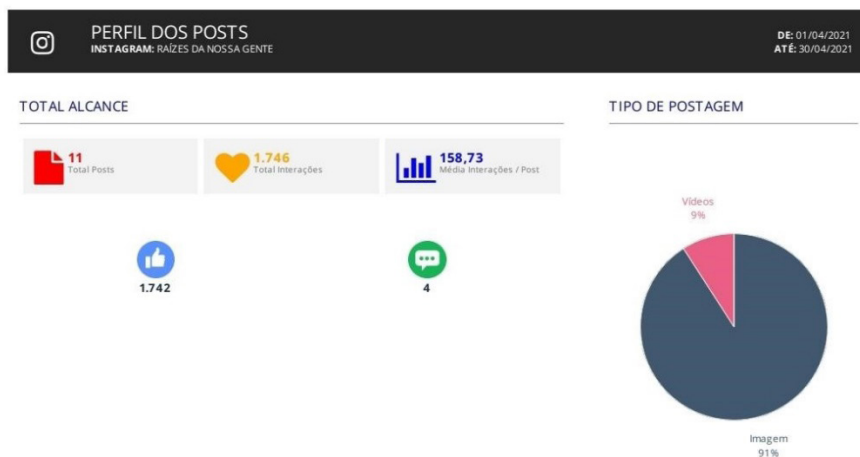 PERFIL DOS POSTS
INSTAGRAM: RAÍZES DA NOSSA GENTE
DE: 01/04/2021
ATÉ: 30/04/2021
TOTAL ALCANCE
11
Total Posts
1.746
Total Interações
158,73
Média Interações / Post
1.742
4
TIPO DE POSTAGEM
Vídeos
9%
Imagem
91%